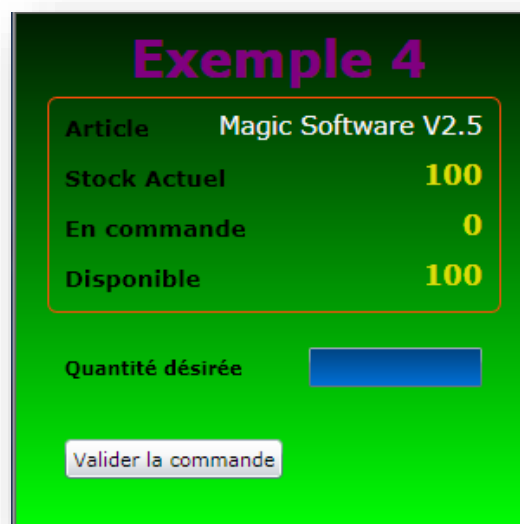 Exemple 4
Article Magic Software V2.5
Stock Actuel 100
En commande 0
Disponible 100
Quantité désirée
Valider la commande